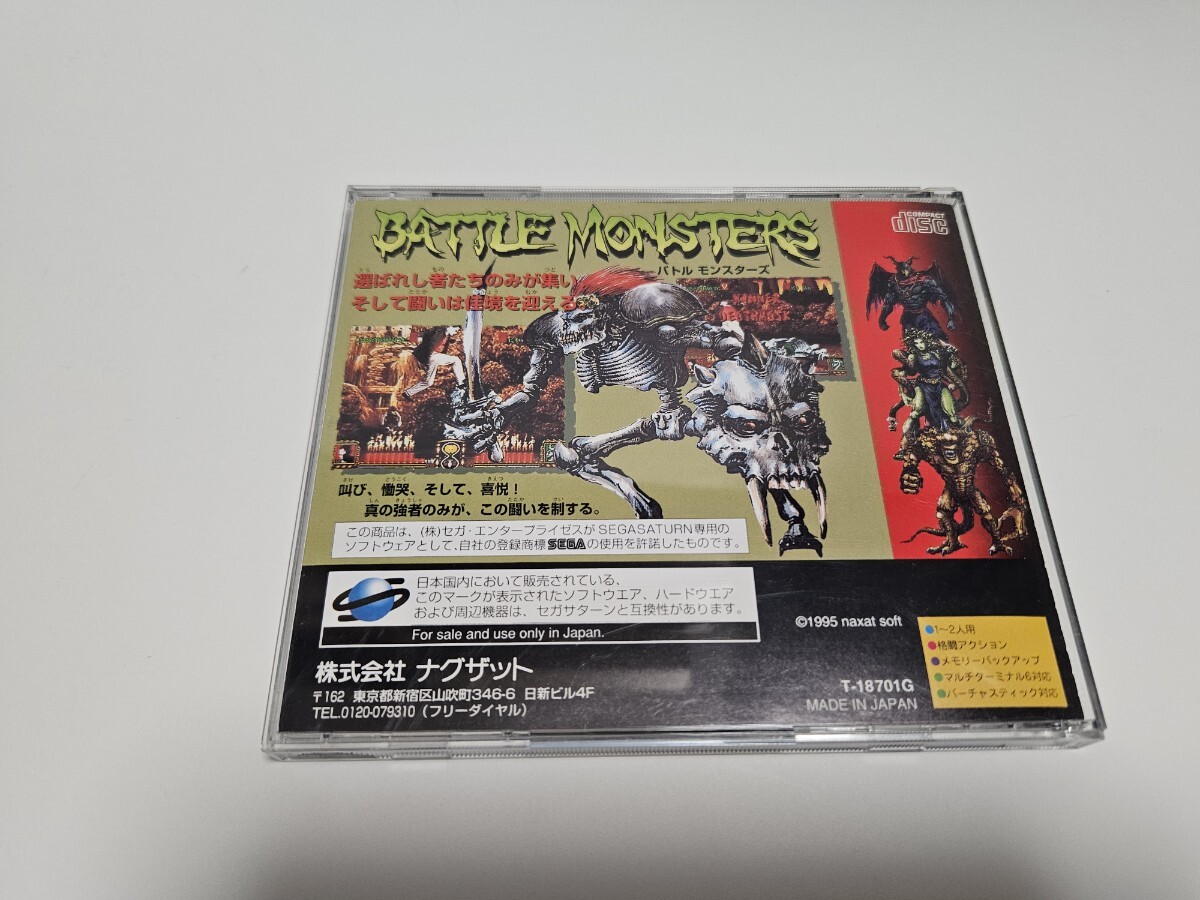 BATTLE MONSTERS
COMPACT
disc
バトル モンスターズ
選ばれし者たちのみが集い
そして闘いは佳境を迎える
叫び、慟哭、そして、喜悦！
真の強者のみが、この闘いを制する。
この商品は、(株)セガ・エンタープライゼスがSEGASATURN専用の
ソフトウェアとして、自社の登録商標SEGAの使用を許諾したものです。
日本国内において販売されている、
このマークが表示されたソフトウエア、ハードウエア
および周辺機器は、セガサターンと互換性があります。
For sale and use only in Japan.
株式会社 ナグザット
〒162 東京都新宿区山吹町346-6 日新ビル4F
TEL.0120-079310（フリーダイヤル）
©1995 naxat soft
T-18701G
MADE IN JAPAN
1～2人用
格闘アクション
メモリーバックアップ
マルチターミナル6対応
バーチャスティック対応